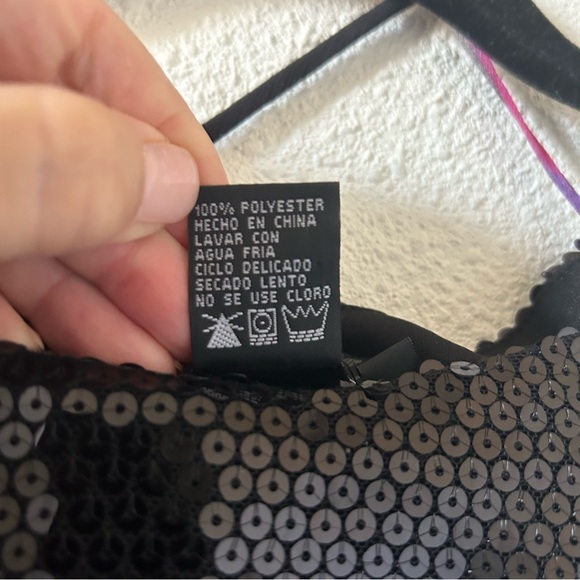 100% POLYESTER
HECHO EN CHINA
LAVAR CON
AGUA FRIA
CICLO DELICADO
SECADO LENTO
NO SE USE CLORO